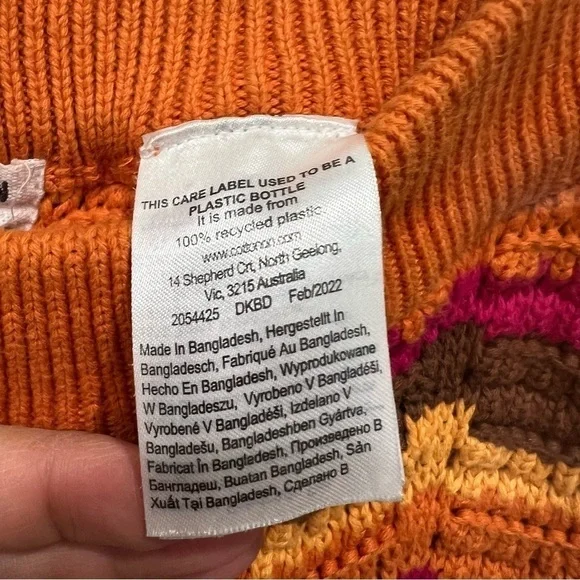 THIS CARE LABEL USED TO BE A
PLASTIC BOTTLE
It is made from
100% recycled plastic.
www.cottonon.com
14 Shepherd Crt, North Geelong,
Vic, 3215 Australia
2054425 DKBD Feb/2022
Made In Bangladesh, Hergestellt In
Bangladesch, Fabriqué Au Bangladesh,
Hecho En Bangladesh, Wyprodukowane
W Bangladeszu, Vyrobeno V Bangladéši,
Vyrobené V Bangladéši, Izdelano V
Bangladešu, Bangladeshben Gyártva,
Fabricat În Bangladesh, Произведено В
Бангладеш, Buatan Bangladesh, Sản
Xuất Tại Bangladesh, Сделано В